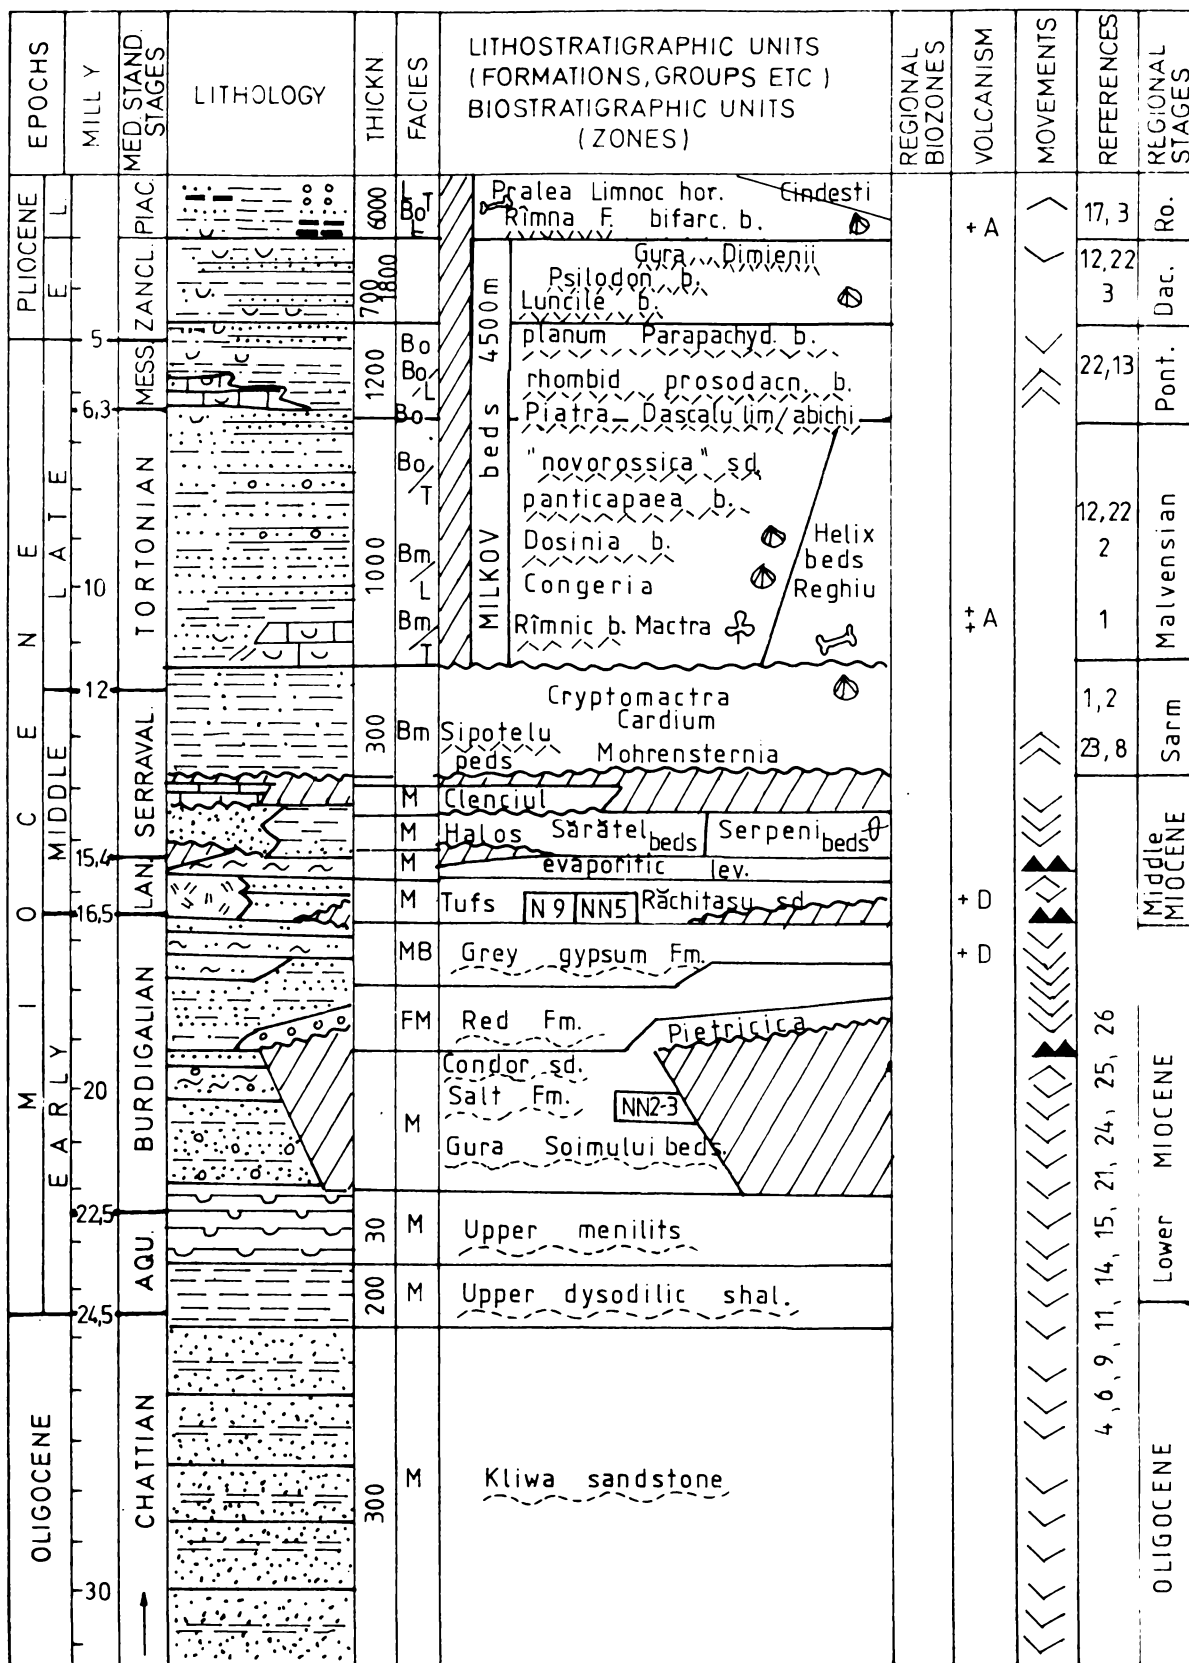 EPOCHS
MILL Y
MED. STAND. STAGES
LITHOLOGY
THICKN
FACIES
LITHOSTRATIGRAPHIC UNITS
(FORMATIONS, GROUPS ETC)
BIOSTRATIGRAPHIC UNITS
(ZONES)
REGIONAL BIOZONES
VOLCANISM
MOVEMENTS
REFERENCES
REGIONAL STAGES
PLIOCENE
L.
E
MIOCENE
LATE
MIDDLE
EARLY
OLIGOCENE
5
6,3
10
12
15,4
16,5
20
22,5
24,5
30
PIAC.
ZANCL.
MESS.
TORTONIAN
SERRAVAL.
LAN.
BURDIGALIAN
AQU.
CHATTIAN
6000
700
1800
1200
1000
300
30
200
300
Bo
T
Bo
Bo/L
Bo
Bo/T
Bm/L
Bm/T
Bm
M
M
M
M
MB
FM
M
M
M
M
MILKOV beds 4500m
Pralea Limnoc hor. Cindesti
Rîmna F. bifarc. b.
Gura Dimienii
Psilodon b.
Luncile b.
planum Parapachyd. b.
rhombid prosodacn. b.
Piatra Dascalu lim/abichi
"novorossica" sd.
panticapaea b.
Dosinia b.
Congeria
Rîmnic b. Mactra
Helix
beds
Reghiu
Cryptomactra
Cardium
Sipotelu
peds
Mohrensternia
Clenciul
Halos Sărătel beds Serpeni beds
evaporitic lev.
Tufs N 9 NN5 Răchitaşu sd
Grey gypsum Fm.
Red Fm. Pietricica
Condor sd.
Salt Fm. NN2-3
Gura Soimului beds.
Upper menilits
Upper dysodilic shal.
Kliwa sandstone
+ A
‡ A
+ D
+ D
17, 3
12,22
3
22,13
12,22
2
1
1,2
23,8
4, 6, 9, 11, 14, 15, 21, 24, 25, 26
Ro.
Dac.
Pont.
Malvensian
Sarm
Middle
MIOCENE
Lower MIOCENE
OLIGOCENE